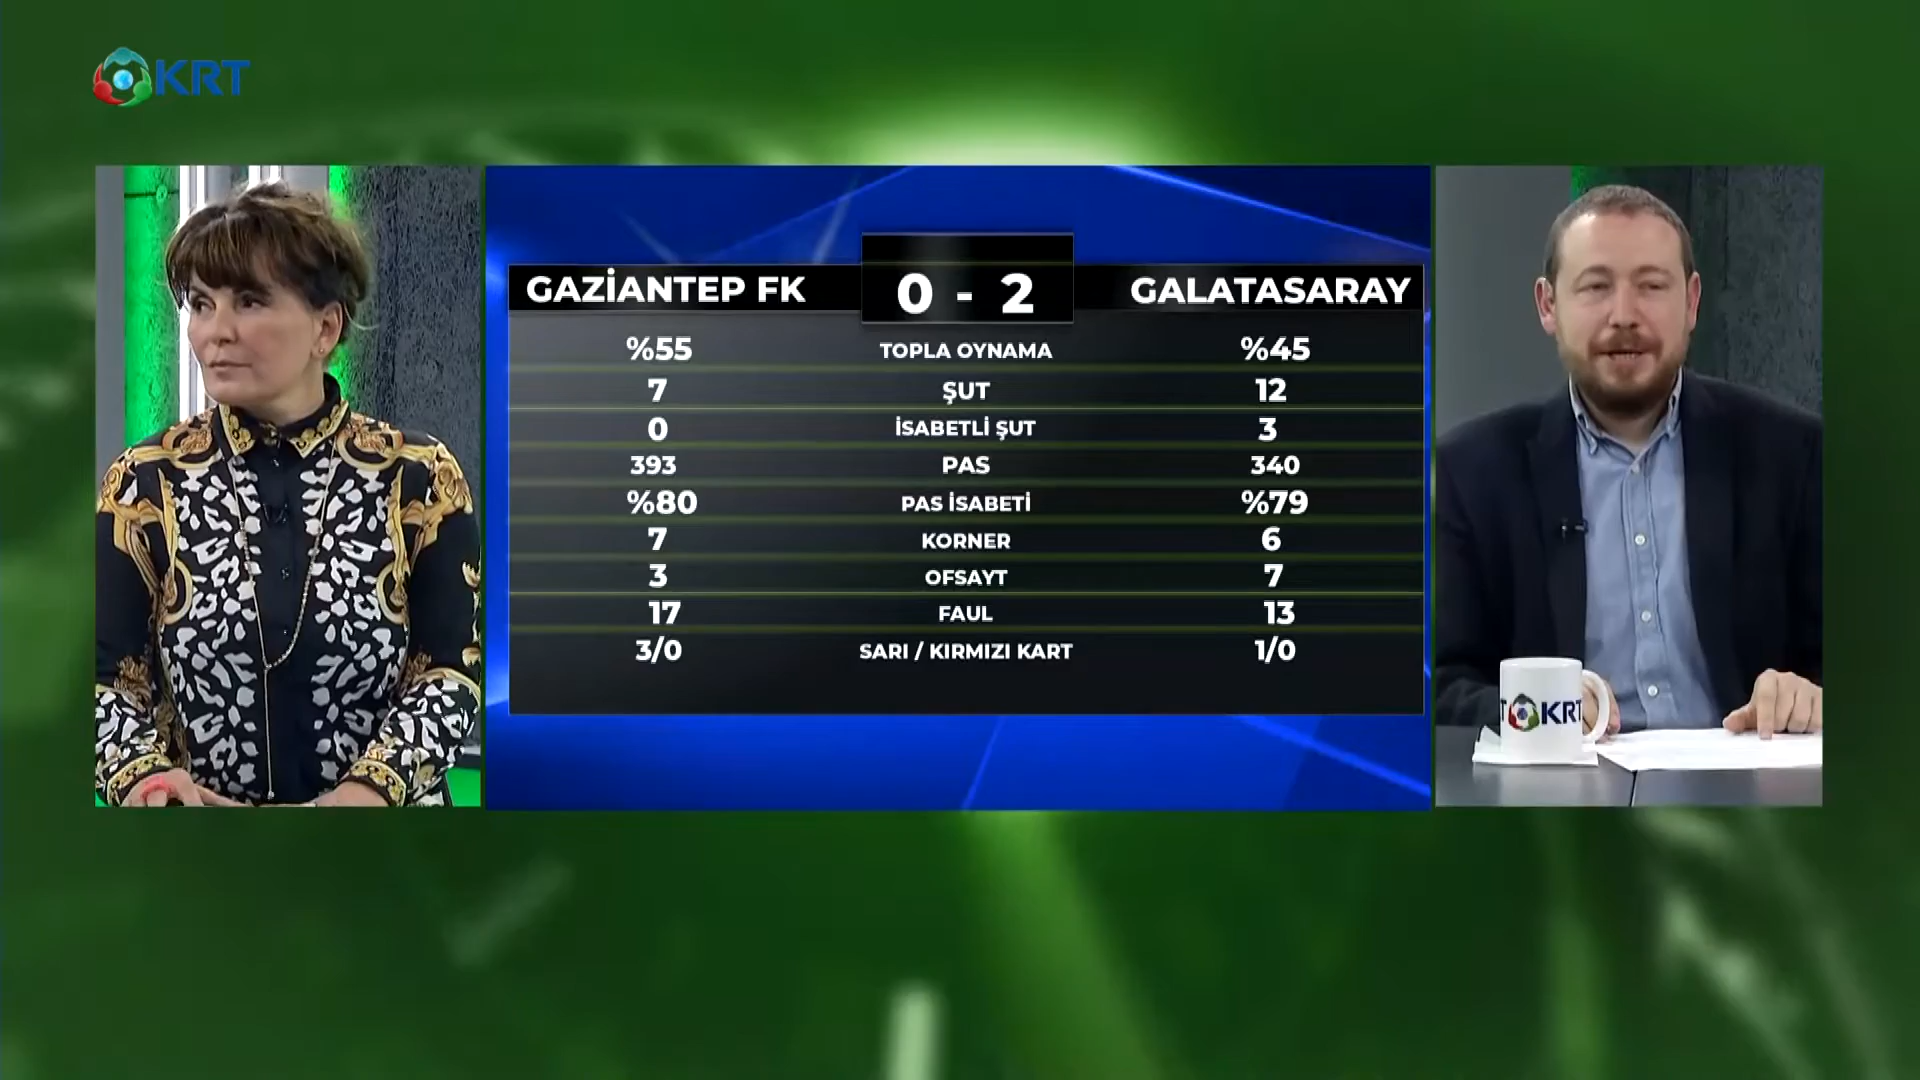 KRT
GAZİANTEP FK 0 - 2 GALATASARAY
%55 TOPLA OYNAMA %45
7 ŞUT 12
0 İSABETLİ ŞUT 3
393 PAS 340
%80 PAS İSABETİ %79
7 KORNER 6
3 OFSAYT 7
17 FAUL 13
3/0 SARI / KIRMIZI KART 1/0
T KRT